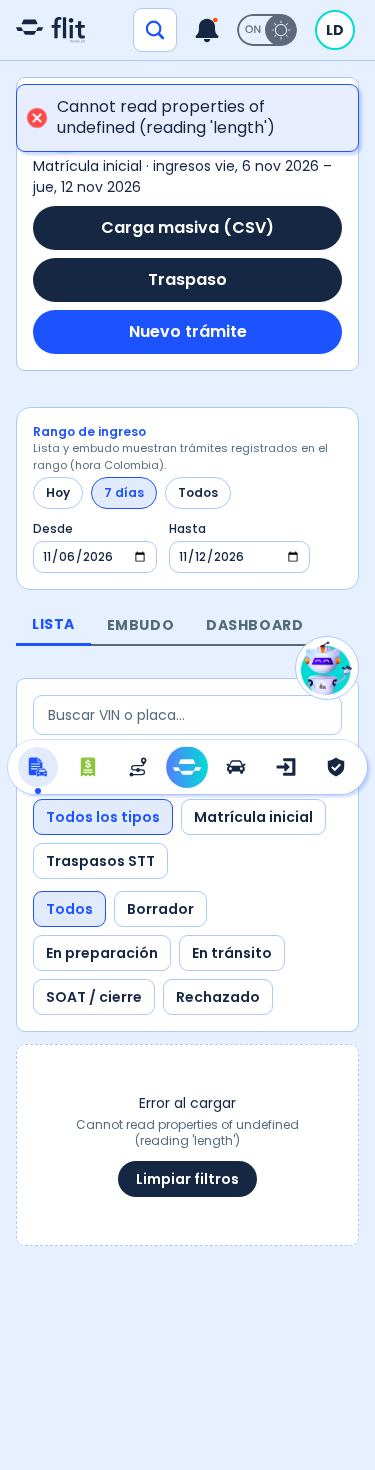 flit
ON
LD
Cannot read properties of
undefined (reading 'length')
Matrícula inicial · ingresos vie, 6 nov 2026 –
jue, 12 nov 2026
Carga masiva (CSV)
Traspaso
Nuevo trámite
Rango de ingreso
Lista y embudo muestran trámites registrados en el
rango (hora Colombia).
Hoy
7 días
Todos
Desde
Hasta
11/06/2026
11/12/2026
LISTA
EMBUDO
DASHBOARD
Buscar VIN o placa...
Todos los tipos
Matrícula inicial
Traspasos STT
Todos
Borrador
En preparación
En tránsito
SOAT / cierre
Rechazado
Error al cargar
Cannot read properties of undefined
(reading 'length')
Limpiar filtros